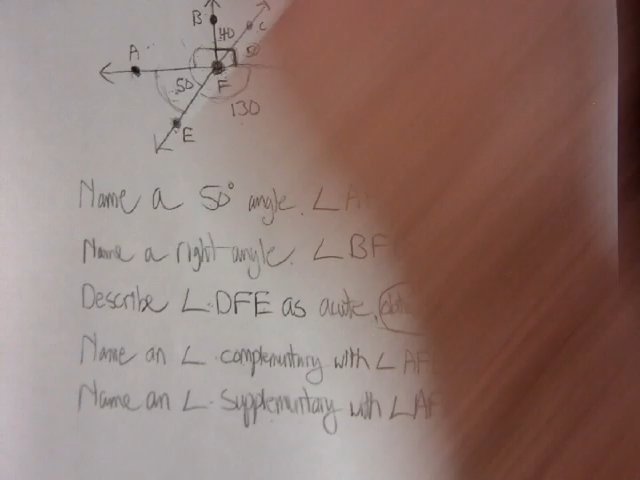 B
40
C
50
A
50
F
130
E
Name a 50° angle. ∠A
Name a right angle. ∠BF
Describe ∠DFE as acute,
Name an ∠ complementary with ∠AF
Name an ∠ supplementary with ∠AF